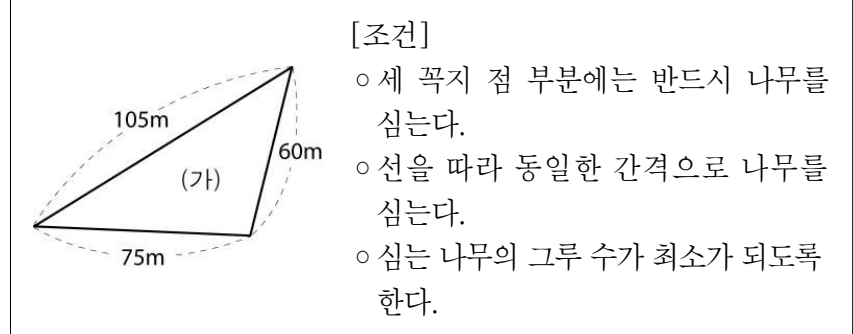 [조건]
○ 세 꼭지 점 부분에는 반드시 나무를
심는다.
○ 선을 따라 동일한 간격으로 나무를
심는다.
○ 심는 나무의 그루 수가 최소가 되도록
한다.
105m
60m
(가)
75m